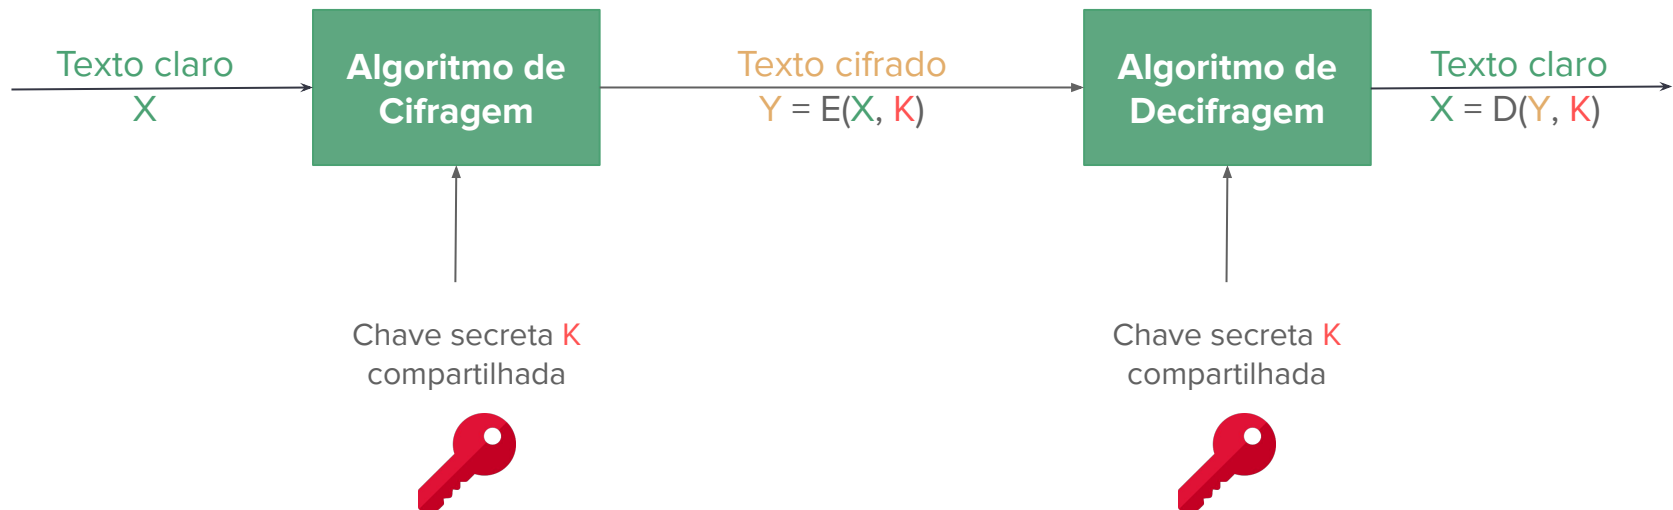 Texto claro
X
Algoritmo de
Cifragem
Texto cifrado
Y = E(X, K)
Algoritmo de
Decifragem
Texto claro
X = D(Y, K)
Chave secreta K
compartilhada
Chave secreta K
compartilhada